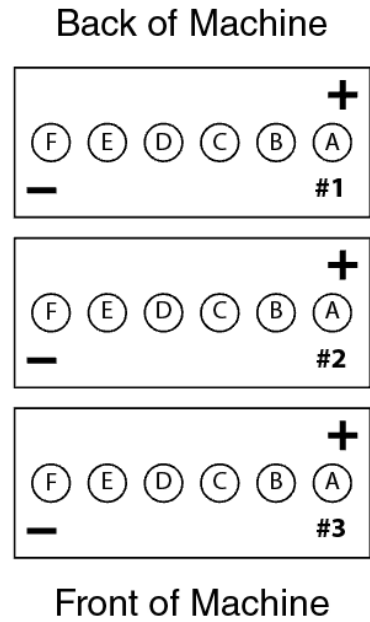 Back of Machine
+
F E D C B A
− #1
+
F E D C B A
− #2
+
F E D C B A
− #3
Front of Machine